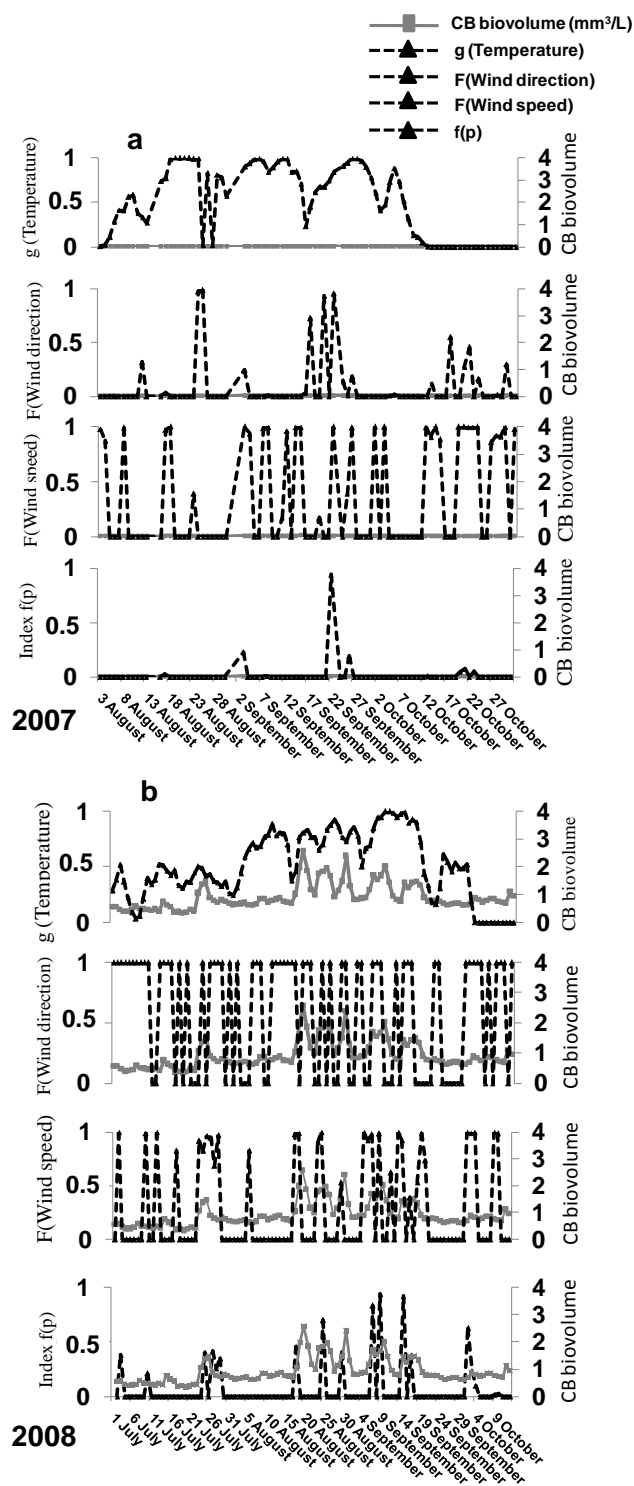 CB biovolume (mm³/L)
g (Temperature)
F(Wind direction)
F(Wind speed)
f(p)
a
g (Temperature)
1
0.5
0
4
3
2
1
0
CB biovolume
F(Wind direction)
1
0.5
0
4
3
2
1
0
CB biovolume
F(Wind speed)
1
0.5
0
4
3
2
1
0
CB biovolume
Index f(p)
1
0.5
0
4
3
2
1
0
CB biovolume
3 August
8 August
13 August
18 August
23 August
28 August
2 September
7 September
12 September
17 September
22 September
27 September
2 October
7 October
12 October
17 October
22 October
27 October
2007
b
g (Temperature)
1
0.5
0
4
3
2
1
0
CB biovolume
F(Wind direction)
1
0.5
0
4
3
2
1
0
CB biovolume
F(Wind speed)
1
0.5
0
4
3
2
1
0
CB biovolume
Index f(p)
1
0.5
0
4
3
2
1
0
CB biovolume
1 July
6 July
11 July
16 July
21 July
26 July
31 July
5 August
10 August
15 August
20 August
25 August
30 August
4 September
9 September
14 September
19 September
24 September
29 September
4 October
9 October
2008